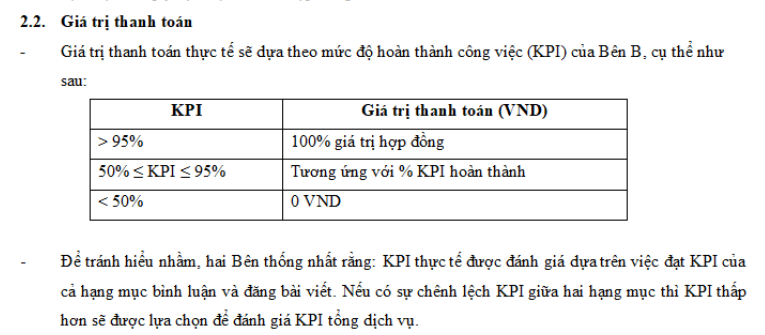 2.2. Giá trị thanh toán
- Giá trị thanh toán thực tế sẽ dựa theo mức độ hoàn thành công việc (KPI) của Bên B, cụ thể như
sau:
KPI Giá trị thanh toán (VND)
> 95% 100% giá trị hợp đồng
50% ≤ KPI ≤ 95% Tương ứng với % KPI hoàn thành
< 50% 0 VND
- Để tránh hiểu nhầm, hai Bên thống nhất rằng: KPI thực tế được đánh giá dựa trên việc đạt KPI của
cả hạng mục bình luận và đăng bài viết. Nếu có sự chênh lệch KPI giữa hai hạng mục thì KPI thấp
hơn sẽ được lựa chọn để đánh giá KPI tổng dịch vụ.